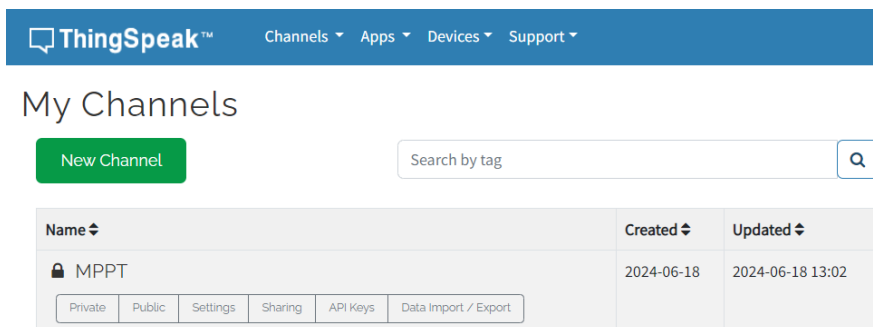 ThingSpeak™ Channels Apps Devices Support
My Channels
New Channel Search by tag
Name Created Updated
MPPT 2024-06-18 2024-06-18 13:02
Private Public Settings Sharing API Keys Data Import / Export